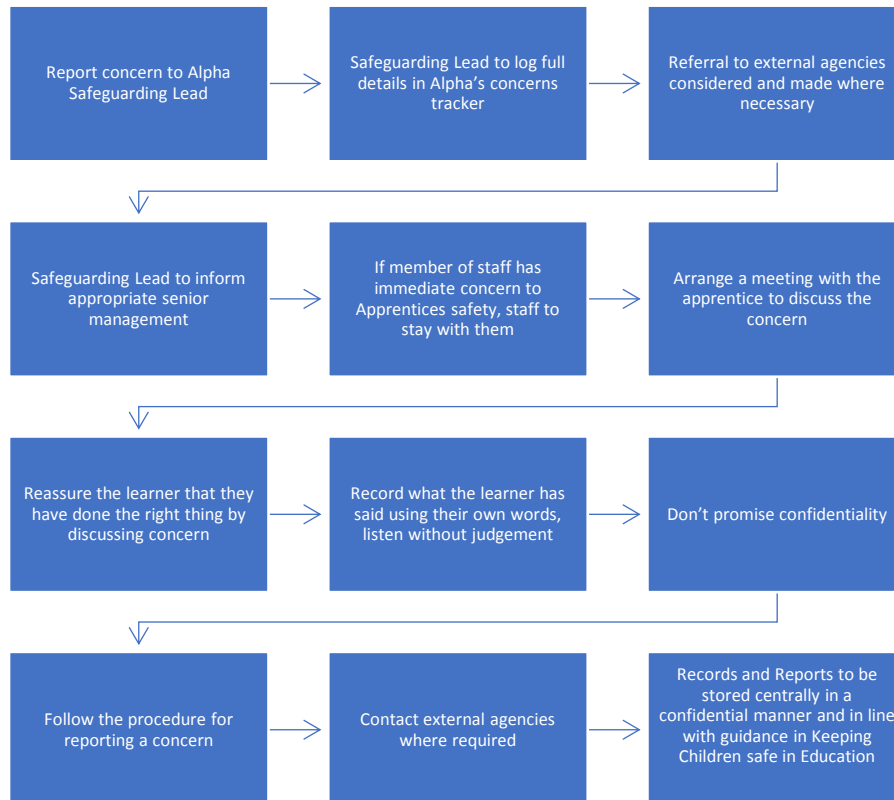 Report concern to Alpha
Safeguarding Lead
Safeguarding Lead to log full
details in Alpha’s concerns
tracker
Referral to external agencies
considered and made where
necessary
Safeguarding Lead to inform
appropriate senior
management
If member of staff has
immediate concern to
Apprentices safety, staff to
stay with them
Arrange a meeting with the
apprentice to discuss the
concern
Reassure the learner that they
have done the right thing by
discussing concern
Record what the learner has
said using their own words,
listen without judgement
Don’t promise confidentiality
Follow the procedure for
reporting a concern
Contact external agencies
where required
Records and Reports to be
stored centrally in a
confidential manner and in line
with guidance in Keeping
Children safe in Education